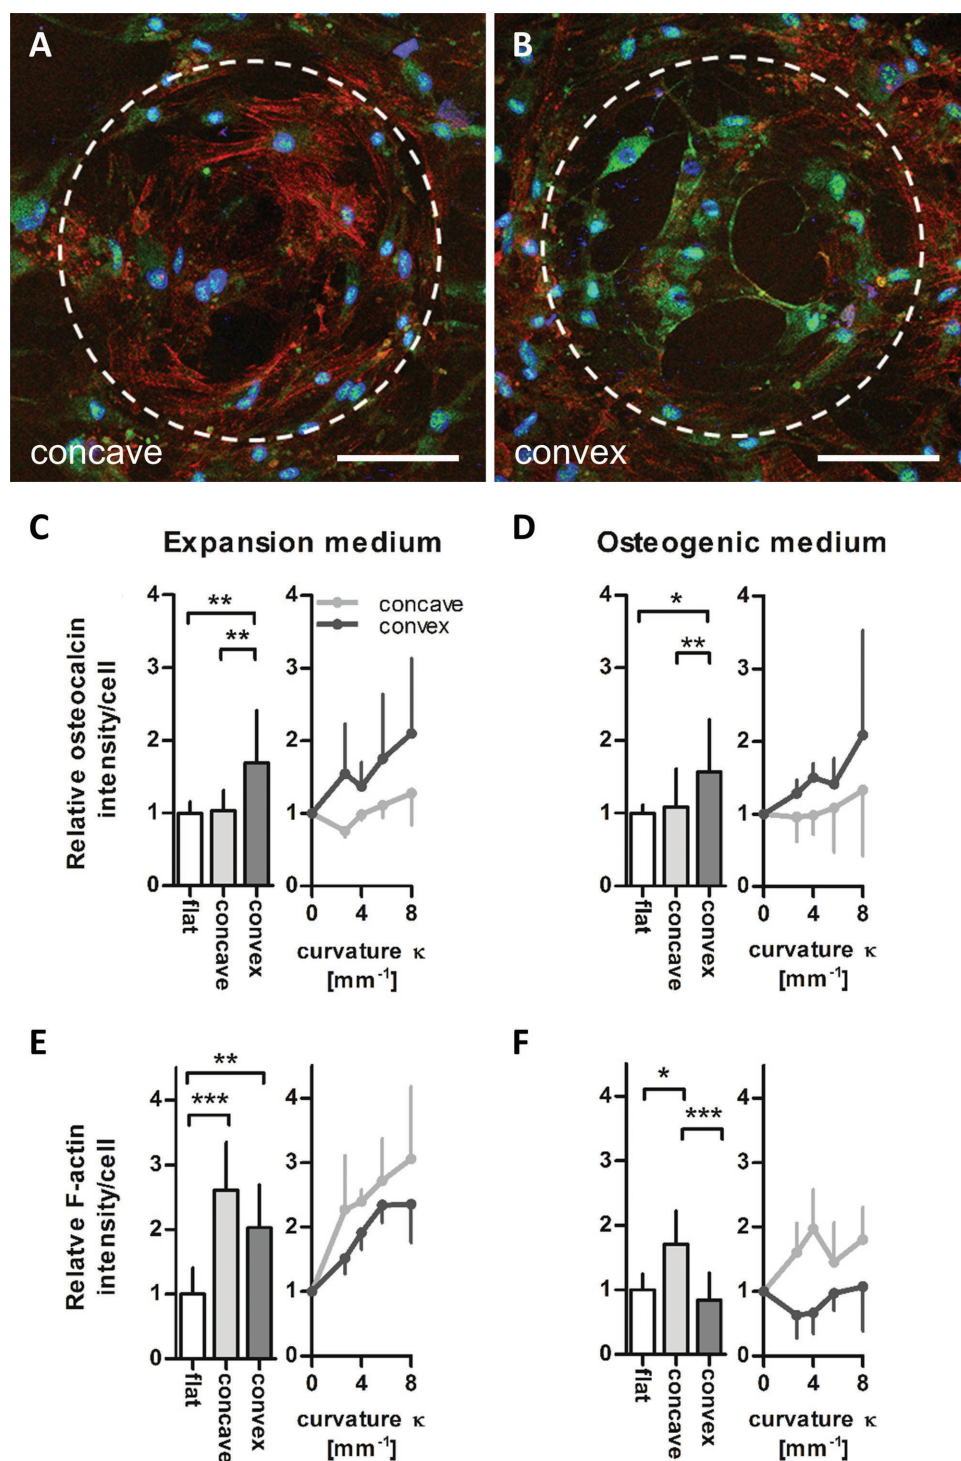 A
B
concave
convex
C
Expansion medium
D
Osteogenic medium
Relative osteocalcin
intensity/cell
4
3
2
1
0
**
**
flat
concave
convex
4
3
2
1
0
concave
convex
0 4 8
curvature κ
[mm⁻¹]
4
3
2
1
0
*
**
flat
concave
convex
4
3
2
1
0
0 4 8
curvature κ
[mm⁻¹]
E
F
Relatve F-actin
intensity/cell
4
3
2
1
0
**
***
flat
concave
convex
4
3
2
1
0
0 4 8
curvature κ
[mm⁻¹]
4
3
2
1
0
*
***
flat
concave
convex
4
3
2
1
0
0 4 8
curvature κ
[mm⁻¹]